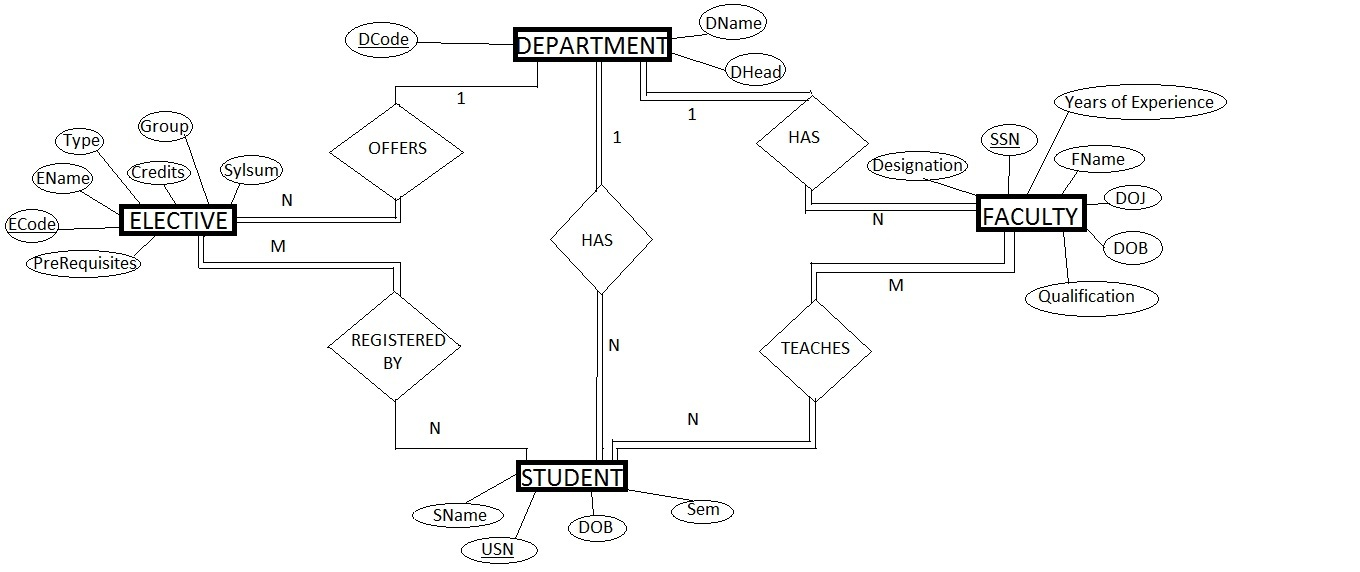 DName
DCode
DEPARTMENT
DHead
1
1
Years of Experience
Group
Type
OFFERS
1
HAS
SSN
FName
Designation
Credits
Sylsum
EName
DOJ
N
ECode
ELECTIVE
N
FACULTY
M
HAS
DOB
PreRequisites
M
Qualification
REGISTERED
BY
N
TEACHES
N
N
STUDENT
SName
USN
DOB
Sem